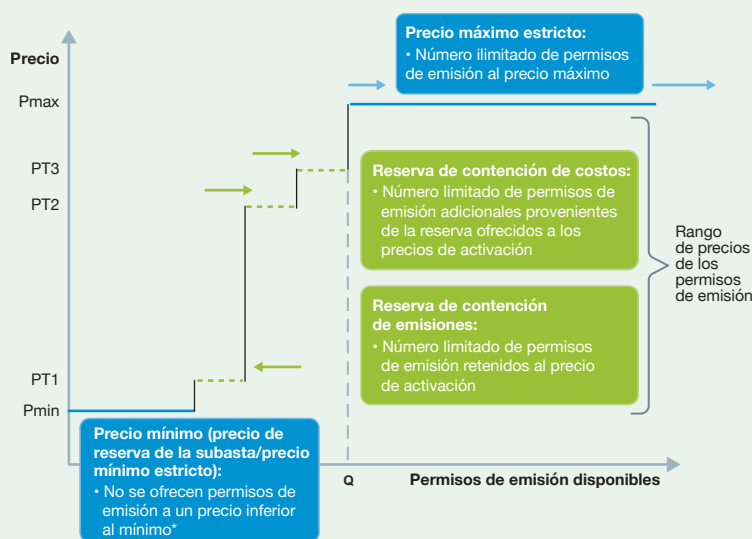 Precio
Pmax
PT3
PT2
PT1
Pmin
Precio máximo estricto:
• Número ilimitado de permisos
de emisión al precio máximo
Reserva de contención de costos:
• Número limitado de permisos de
emisión adicionales provenientes
de la reserva ofrecidos a los
precios de activación
Reserva de contención
de emisiones:
• Número limitado de permisos
de emisión retenidos al precio
de activación
Rango
de precios
de los
permisos
de emisión
Precio mínimo (precio de
reserva de la subasta/precio
mínimo estricto):
• No se ofrecen permisos de
emisión a un precio inferior
al mínimo*
Q
Permisos de emisión disponibles